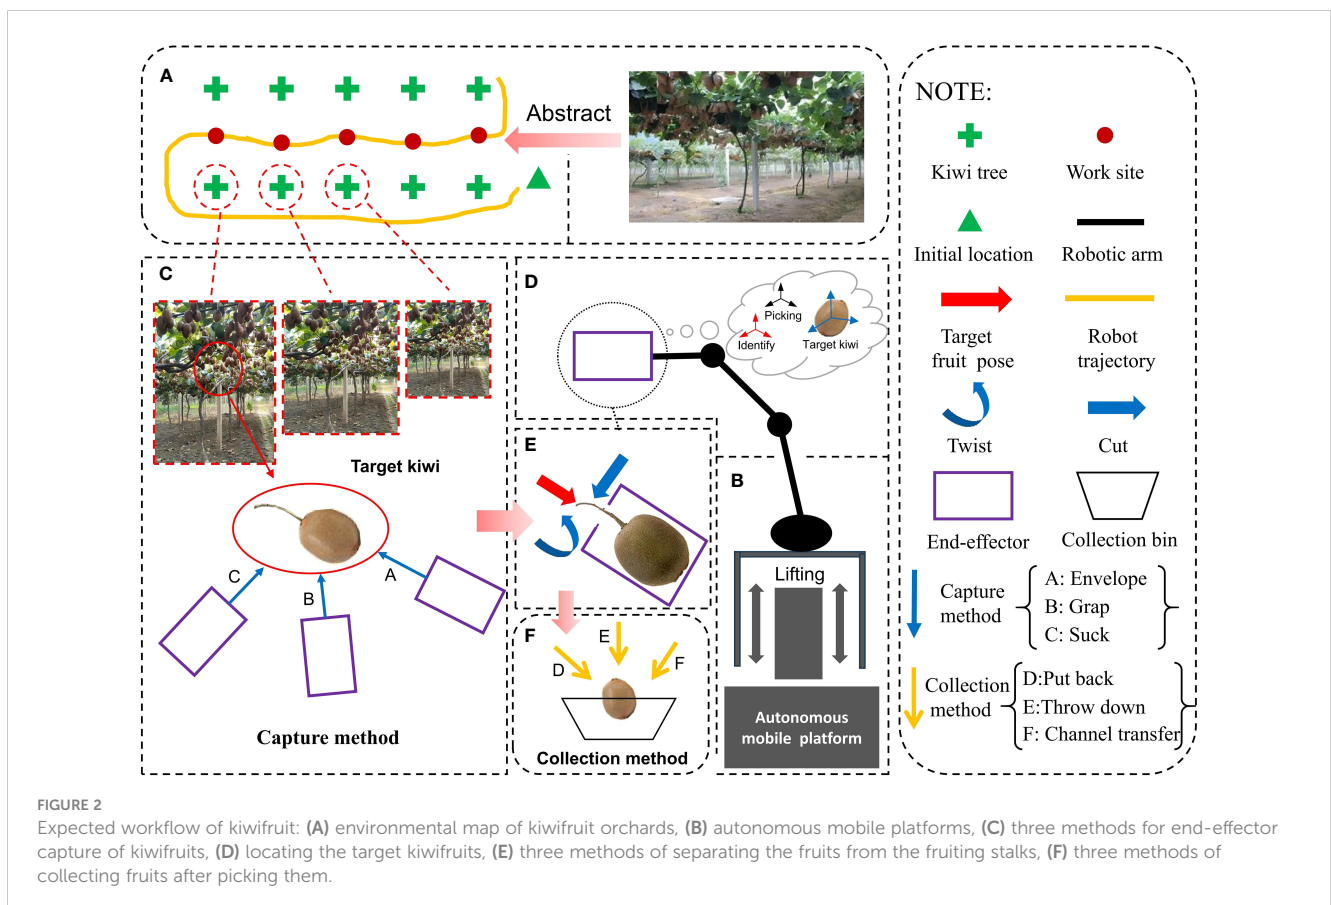 A
Abstract
C
Target kiwi
C
B
A
Capture method
D
Picking
Identify
Target kiwi
E
F
E
D
F
Collection method
B
Lifting
Autonomous
mobile platform
NOTE:
Kiwi tree
Work site
Initial location
Robotic arm
Target
fruit pose
Robot
trajectory
Twist
Cut
End-effector
Collection bin
Capture
method
A: Envelope
B: Grap
C: Suck
Collection
method
D:Put back
E:Throw down
F: Channel transfer
FIGURE 2
Expected workflow of kiwifruit: (A) environmental map of kiwifruit orchards, (B) autonomous mobile platforms, (C) three methods for end-effector
capture of kiwifruits, (D) locating the target kiwifruits, (E) three methods of separating the fruits from the fruiting stalks, (F) three methods of
collecting fruits after picking them.